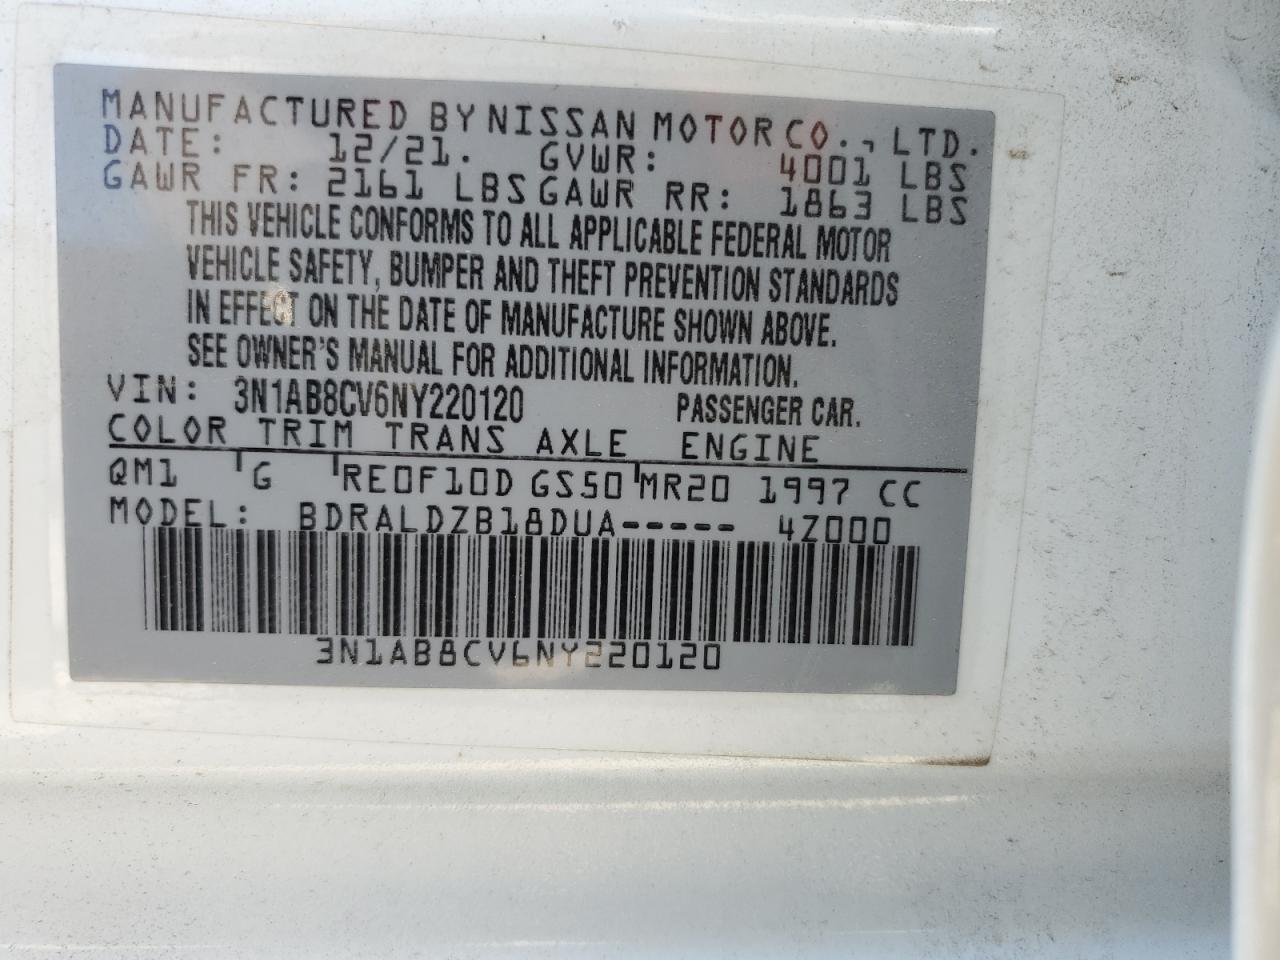 MANUFACTURED BY NISSAN MOTOR CO., LTD.
DATE: 12/21. GVWR: 4001 LBS
GAWR FR: 2161 LBS GAWR RR: 1863 LBS
THIS VEHICLE CONFORMS TO ALL APPLICABLE FEDERAL MOTOR
VEHICLE SAFETY, BUMPER AND THEFT PREVENTION STANDARDS
IN EFFECT ON THE DATE OF MANUFACTURE SHOWN ABOVE.
SEE OWNER'S MANUAL FOR ADDITIONAL INFORMATION.
VIN: 3N1AB8CV6NY220120 PASSENGER CAR.
COLOR TRIM TRANS AXLE ENGINE
QM1 G RE0F10D GS50 MR20 1997 CC
MODEL: BDRALDZB18DUA----- 4Z000
3N1AB8CV6NY220120